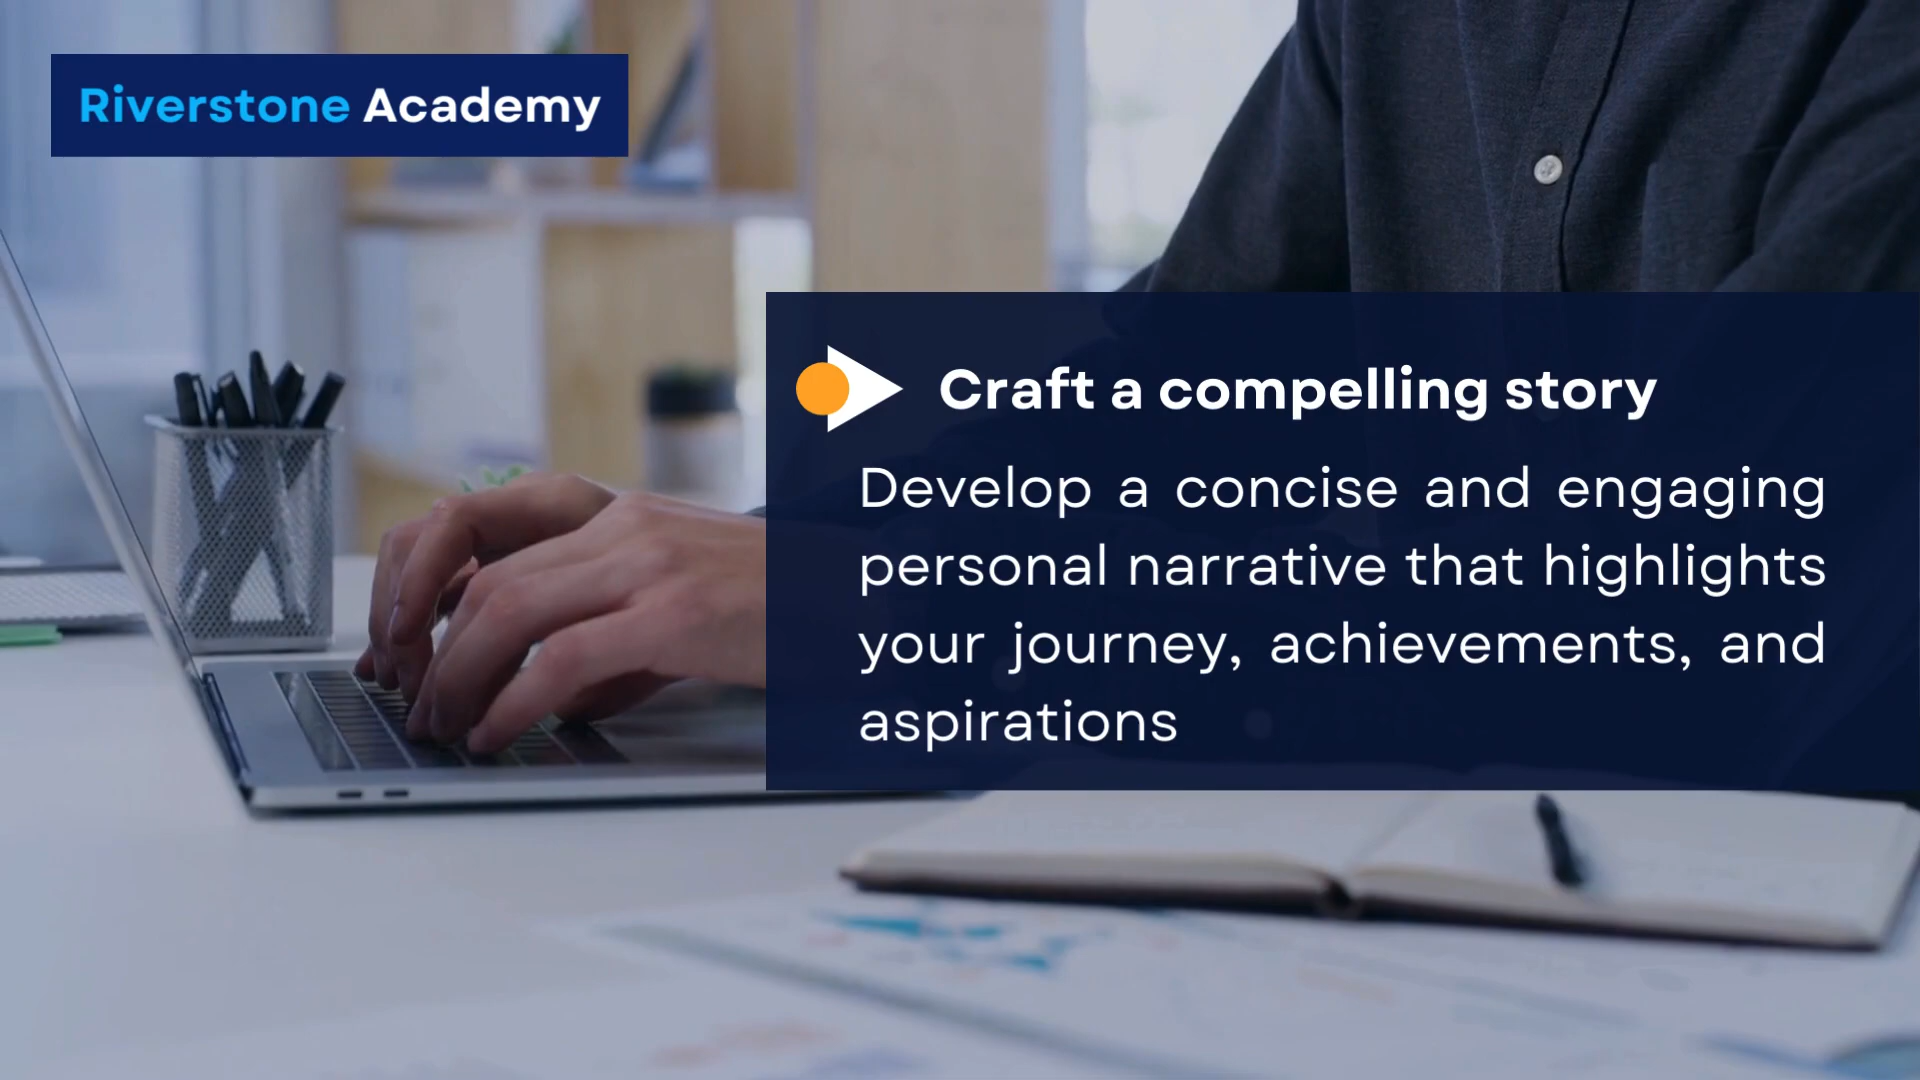 Riverstone Academy
Craft a compelling story
Develop a concise and engaging
personal narrative that highlights
your journey, achievements, and
aspirations